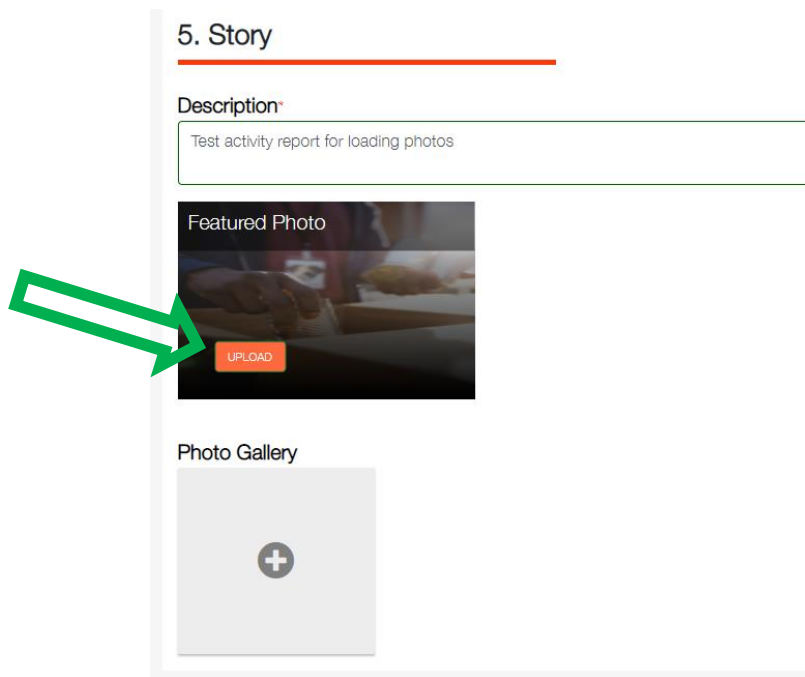 5. Story
Description*
Test activity report for loading photos
Featured Photo
UPLOAD
Photo Gallery